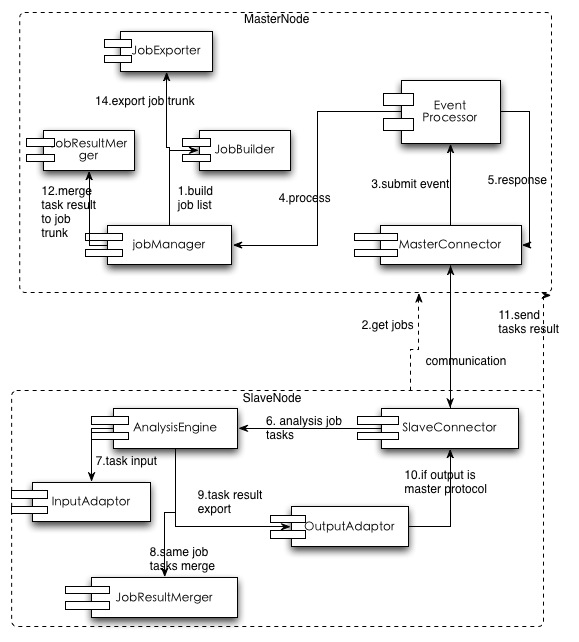 MasterNode
JobExporter
14.export job trunk
Event
Processor
JobResultMer
ger
JobBuilder
12.merge
task result
to job
trunk
1.build
job list
4.process
3.submit event
5.response
jobManager
MasterConnector
2.get jobs
11.send
tasks result
communication
SlaveNode
AnalysisEngine
6. analysis job
tasks
SlaveConnector
7.task input
10.if output is
master protocol
InputAdaptor
9.task result
export
OutputAdaptor
8.same job
tasks merge
JobResultMerger